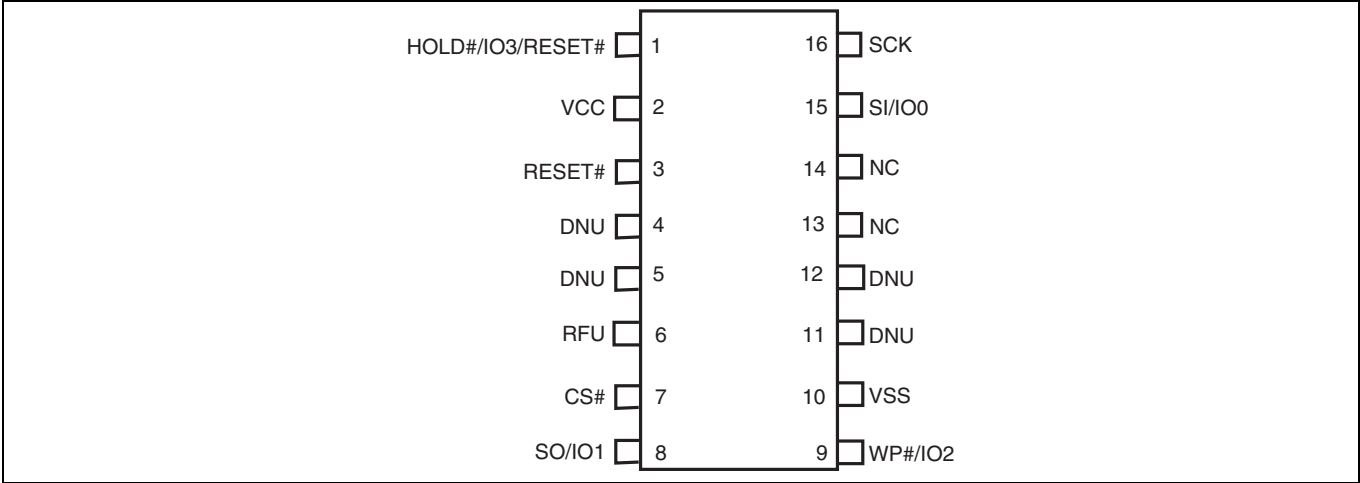 HOLD#/IO3/RESET# 1 16 SCK
VCC 2 15 SI/IO0
RESET# 3 14 NC
DNU 4 13 NC
DNU 5 12 DNU
RFU 6 11 DNU
CS# 7 10 VSS
SO/IO1 8 9 WP#/IO2